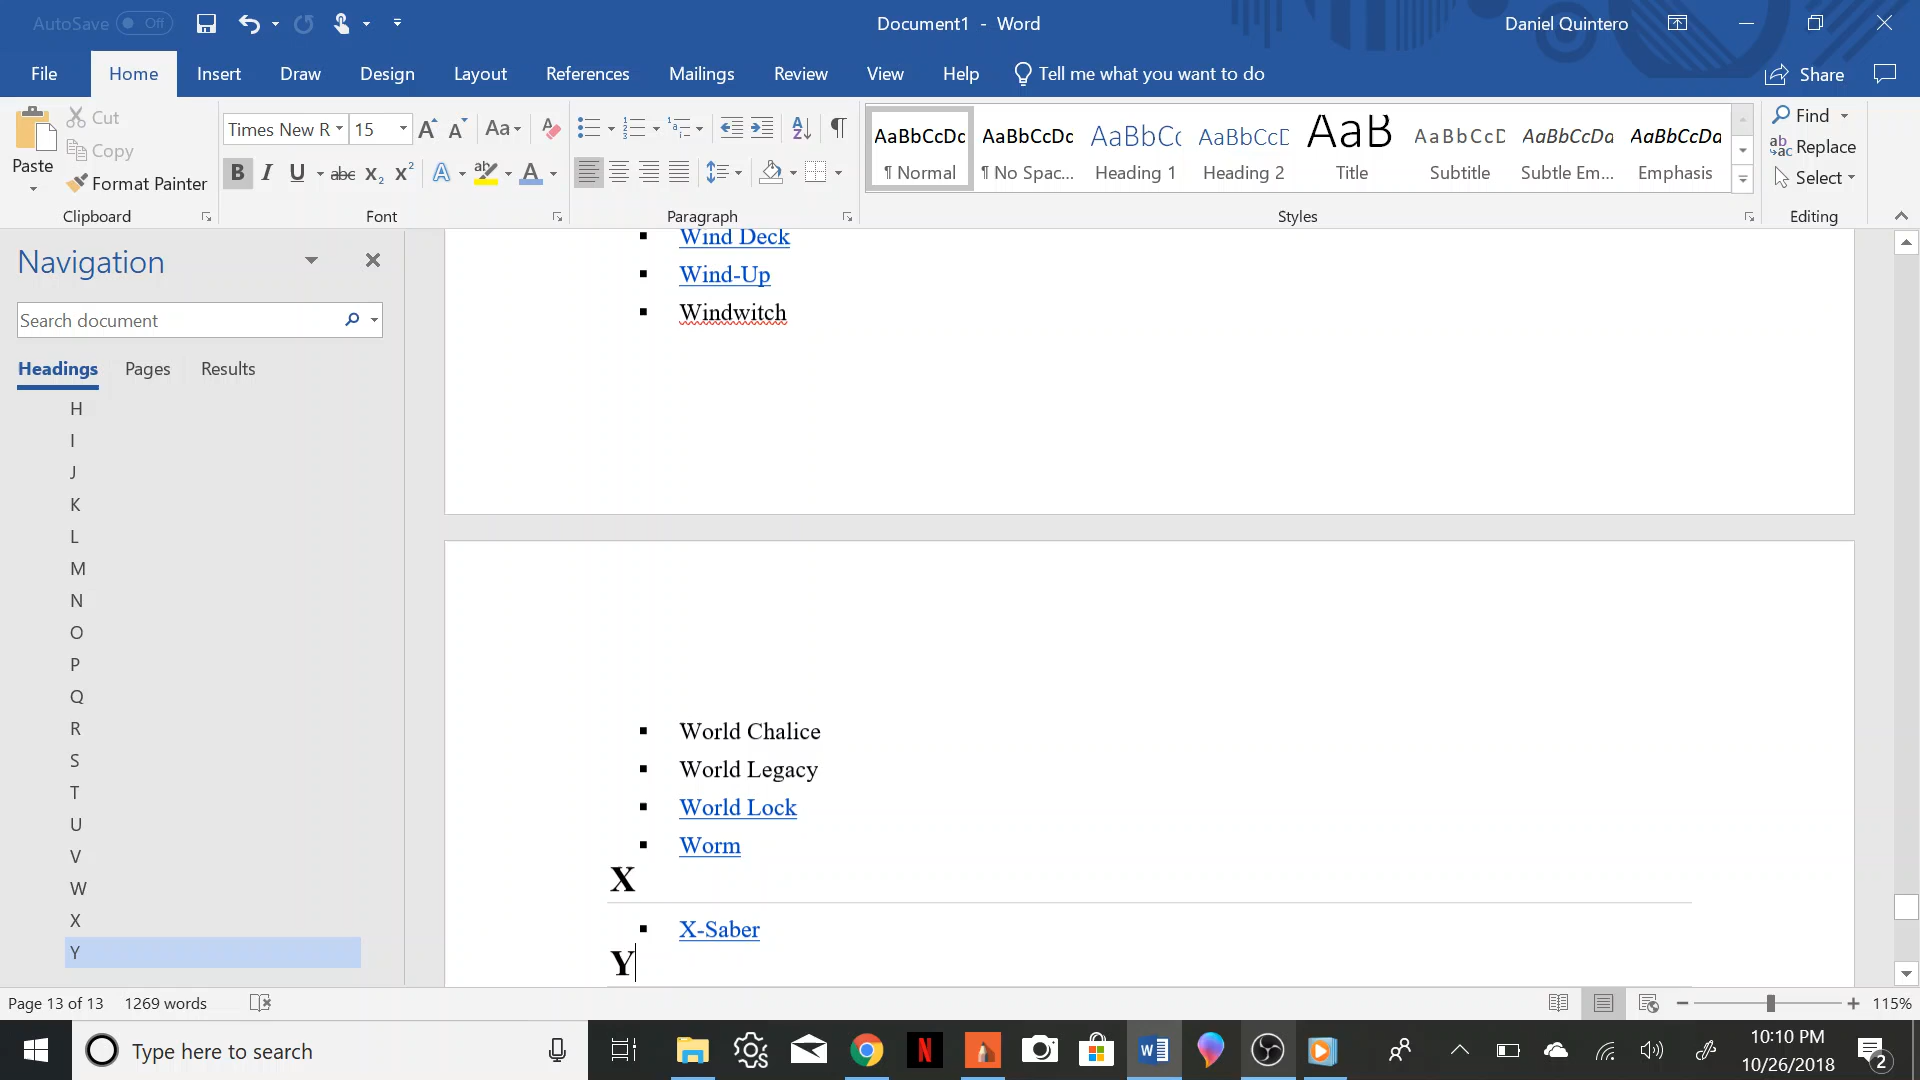 AutoSave Off
Document1 - Word
Daniel Quintero
File Home Insert Draw Design Layout References Mailings Review View Help Tell me what you want to do
Share
Paste
Cut
Copy
Format Painter
Clipboard
Times New R 15
Font
Paragraph
AaBbCcDc AaBbCcDc AaBbCc AaBbCcD AaB AaBbCcD AaBbCcDd AaBbCcDd
¶ Normal ¶ No Spac... Heading 1 Heading 2 Title Subtitle Subtle Em... Emphasis
Styles
Find
Replace
Select
Editing
Navigation
Search document
Headings Pages Results
H
I
J
K
L
M
N
O
P
Q
R
S
T
U
V
W
X
Y
Wind Deck
Wind-Up
Windwitch
World Chalice
World Legacy
World Lock
Worm
X
X-Saber
Y
Page 13 of 13 1269 words
115%
Type here to search
10:10 PM
10/26/2018
2